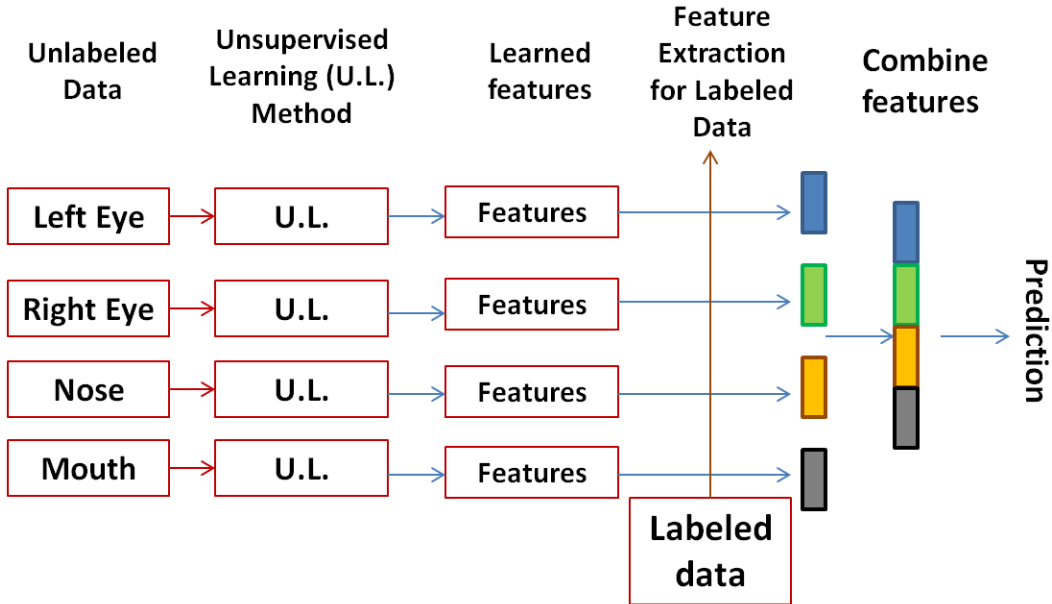 Unlabeled
Data
Unsupervised
Learning (U.L.)
Method
Learned
features
Feature
Extraction
for Labeled
Data
Combine
features
Left Eye
U.L.
Features
Right Eye
U.L.
Features
Nose
U.L.
Features
Mouth
U.L.
Features
Labeled
data
Prediction